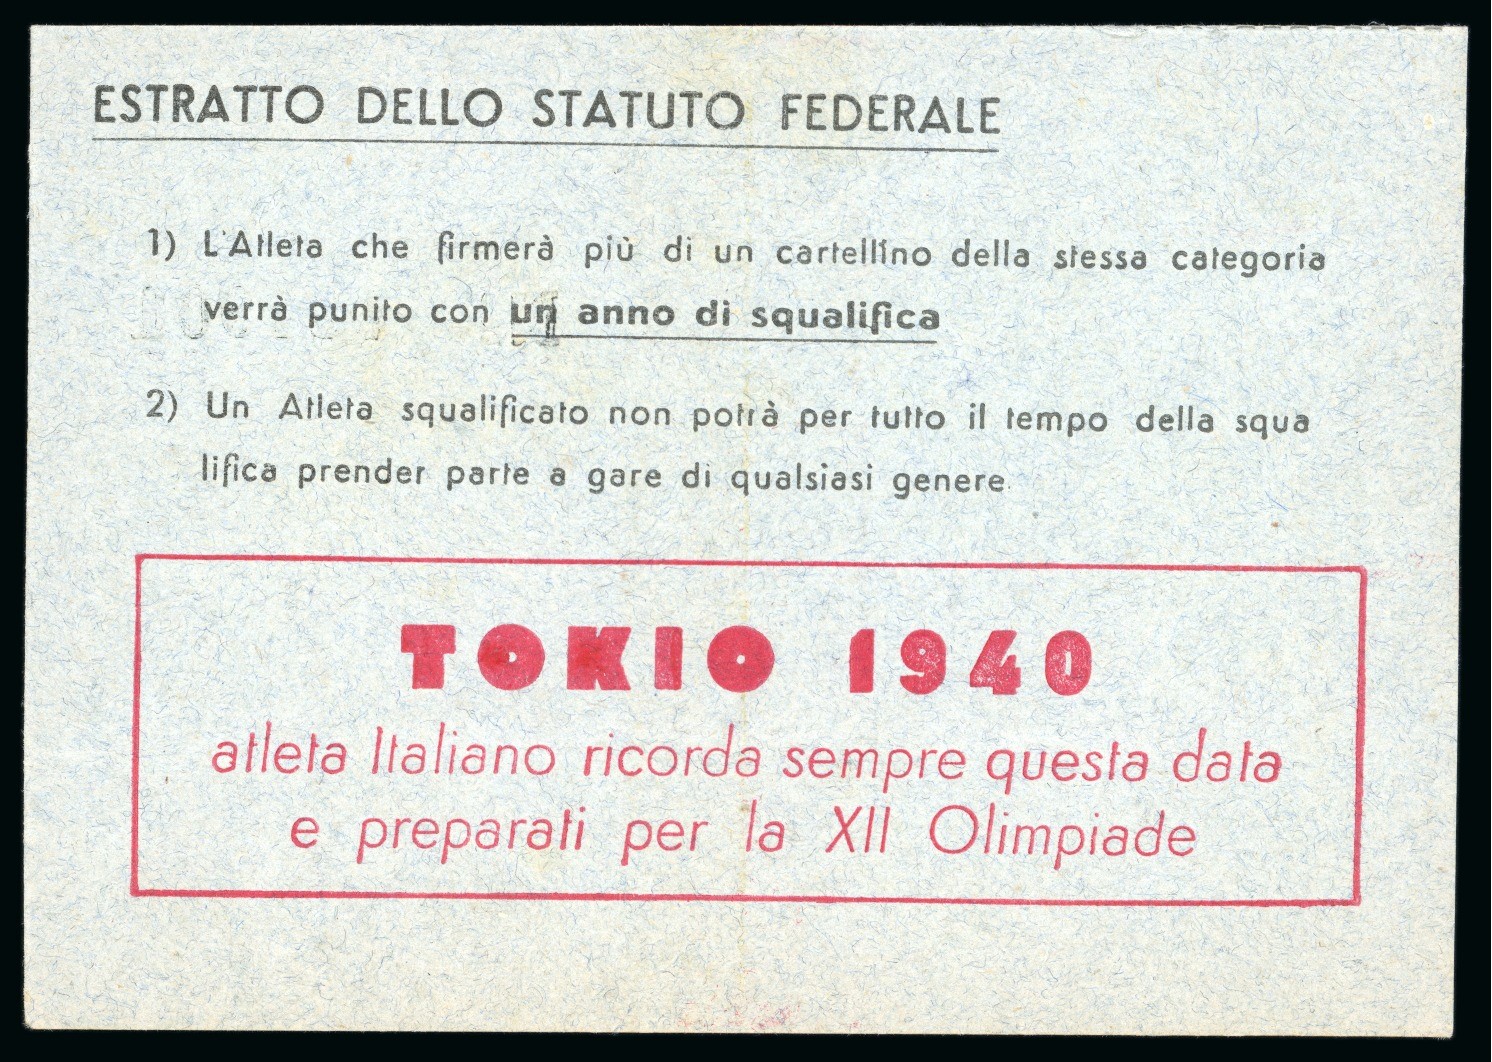 ESTRATTO DELLO STATUTO FEDERALE
1) L'Atleta che firmerà più di un cartellino della stessa categoria
verrà punito con un anno di squalifica
2) Un Atleta squalificato non potrà per tutto il tempo della squa
lifica prender parte a gare di qualsiasi genere.
TOKIO 1940
atleta Italiano ricorda sempre questa data
e preparati per la XII Olimpiade